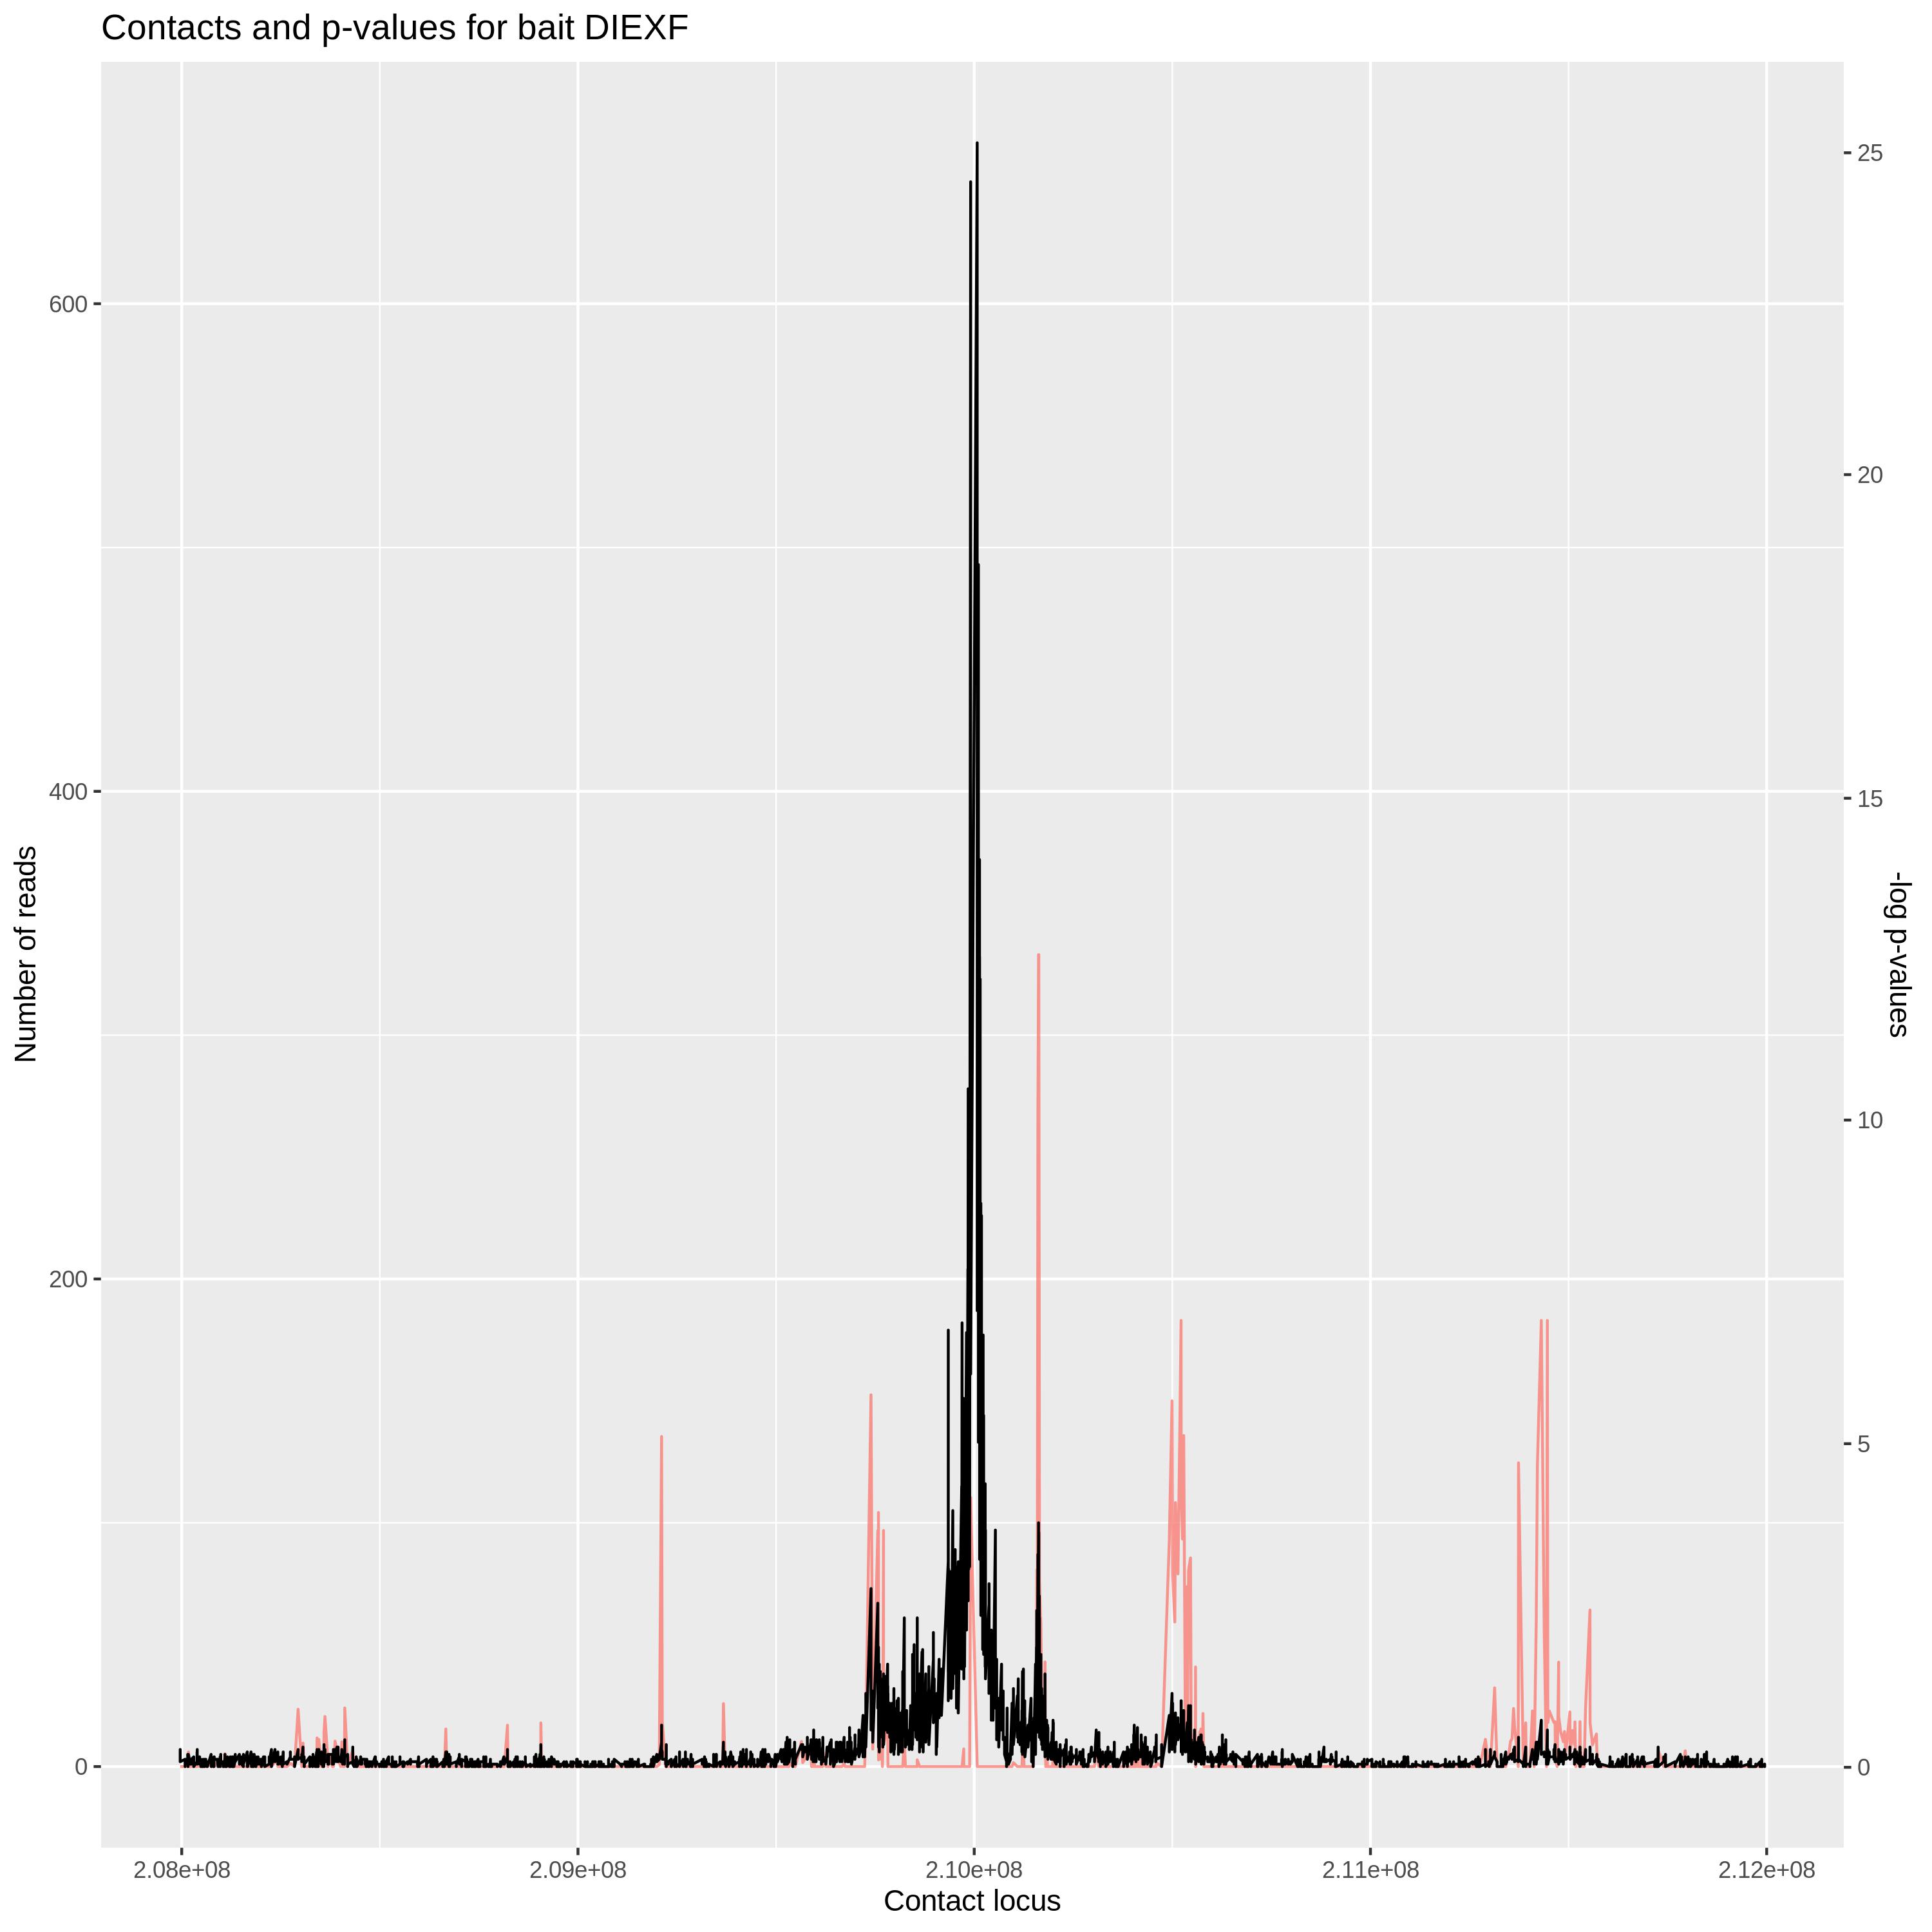 Contacts and p-values for bait DIEXF
600
400
200
0
Number of reads
25
20
15
10
5
0
-log p-values
2.08e+08
2.09e+08
2.10e+08
2.11e+08
2.12e+08
Contact locus